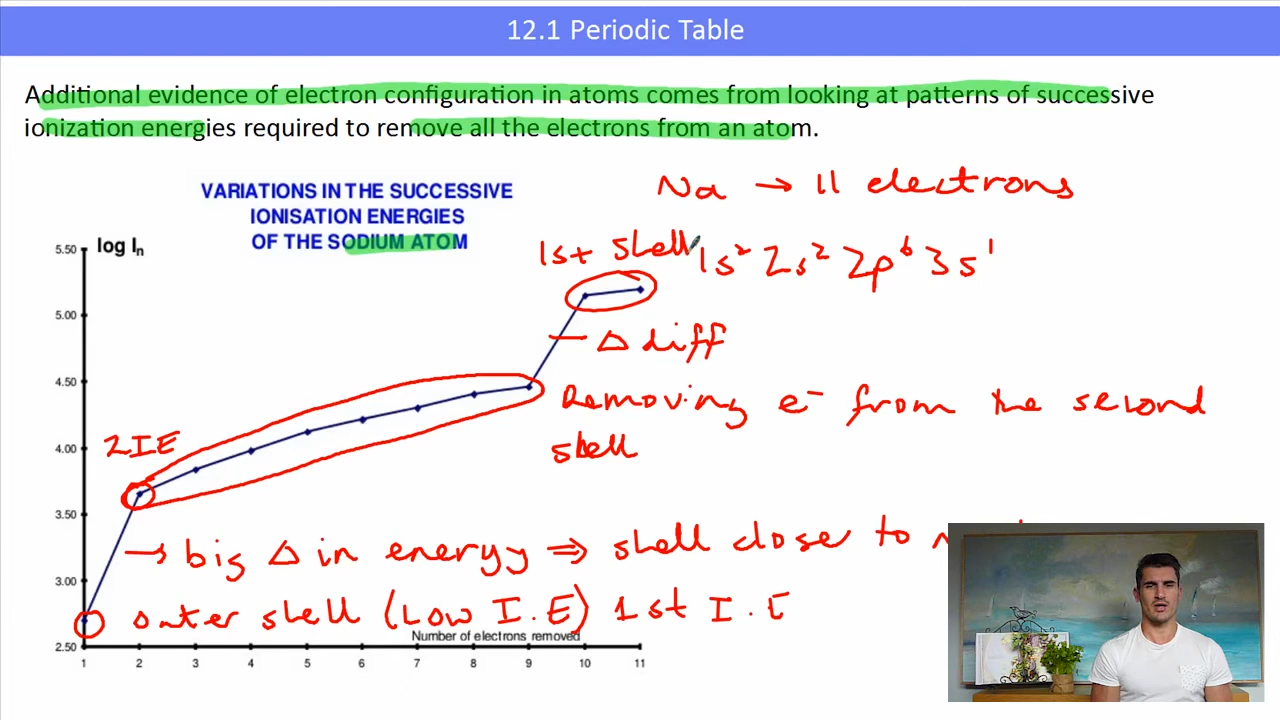 12.1 Periodic Table
Additional evidence of electron configuration in atoms comes from looking at patterns of successive
ionization energies required to remove all the electrons from an atom.
VARIATIONS IN THE SUCCESSIVE
IONISATION ENERGIES
OF THE SODIUM ATOM
log In
Na → 11 electrons
1st shell
1s² 2s² 2p⁶ 3s¹
– Δ diff
Removing e⁻ from the second
shell
2IE
→ big Δ in energy ⇒ shell closer to
outer shell (Low I.E) 1st I.E
5.50
5.00
4.50
4.00
3.50
3.00
2.50
Number of electrons removed
1 2 3 4 5 6 7 8 9 10 11